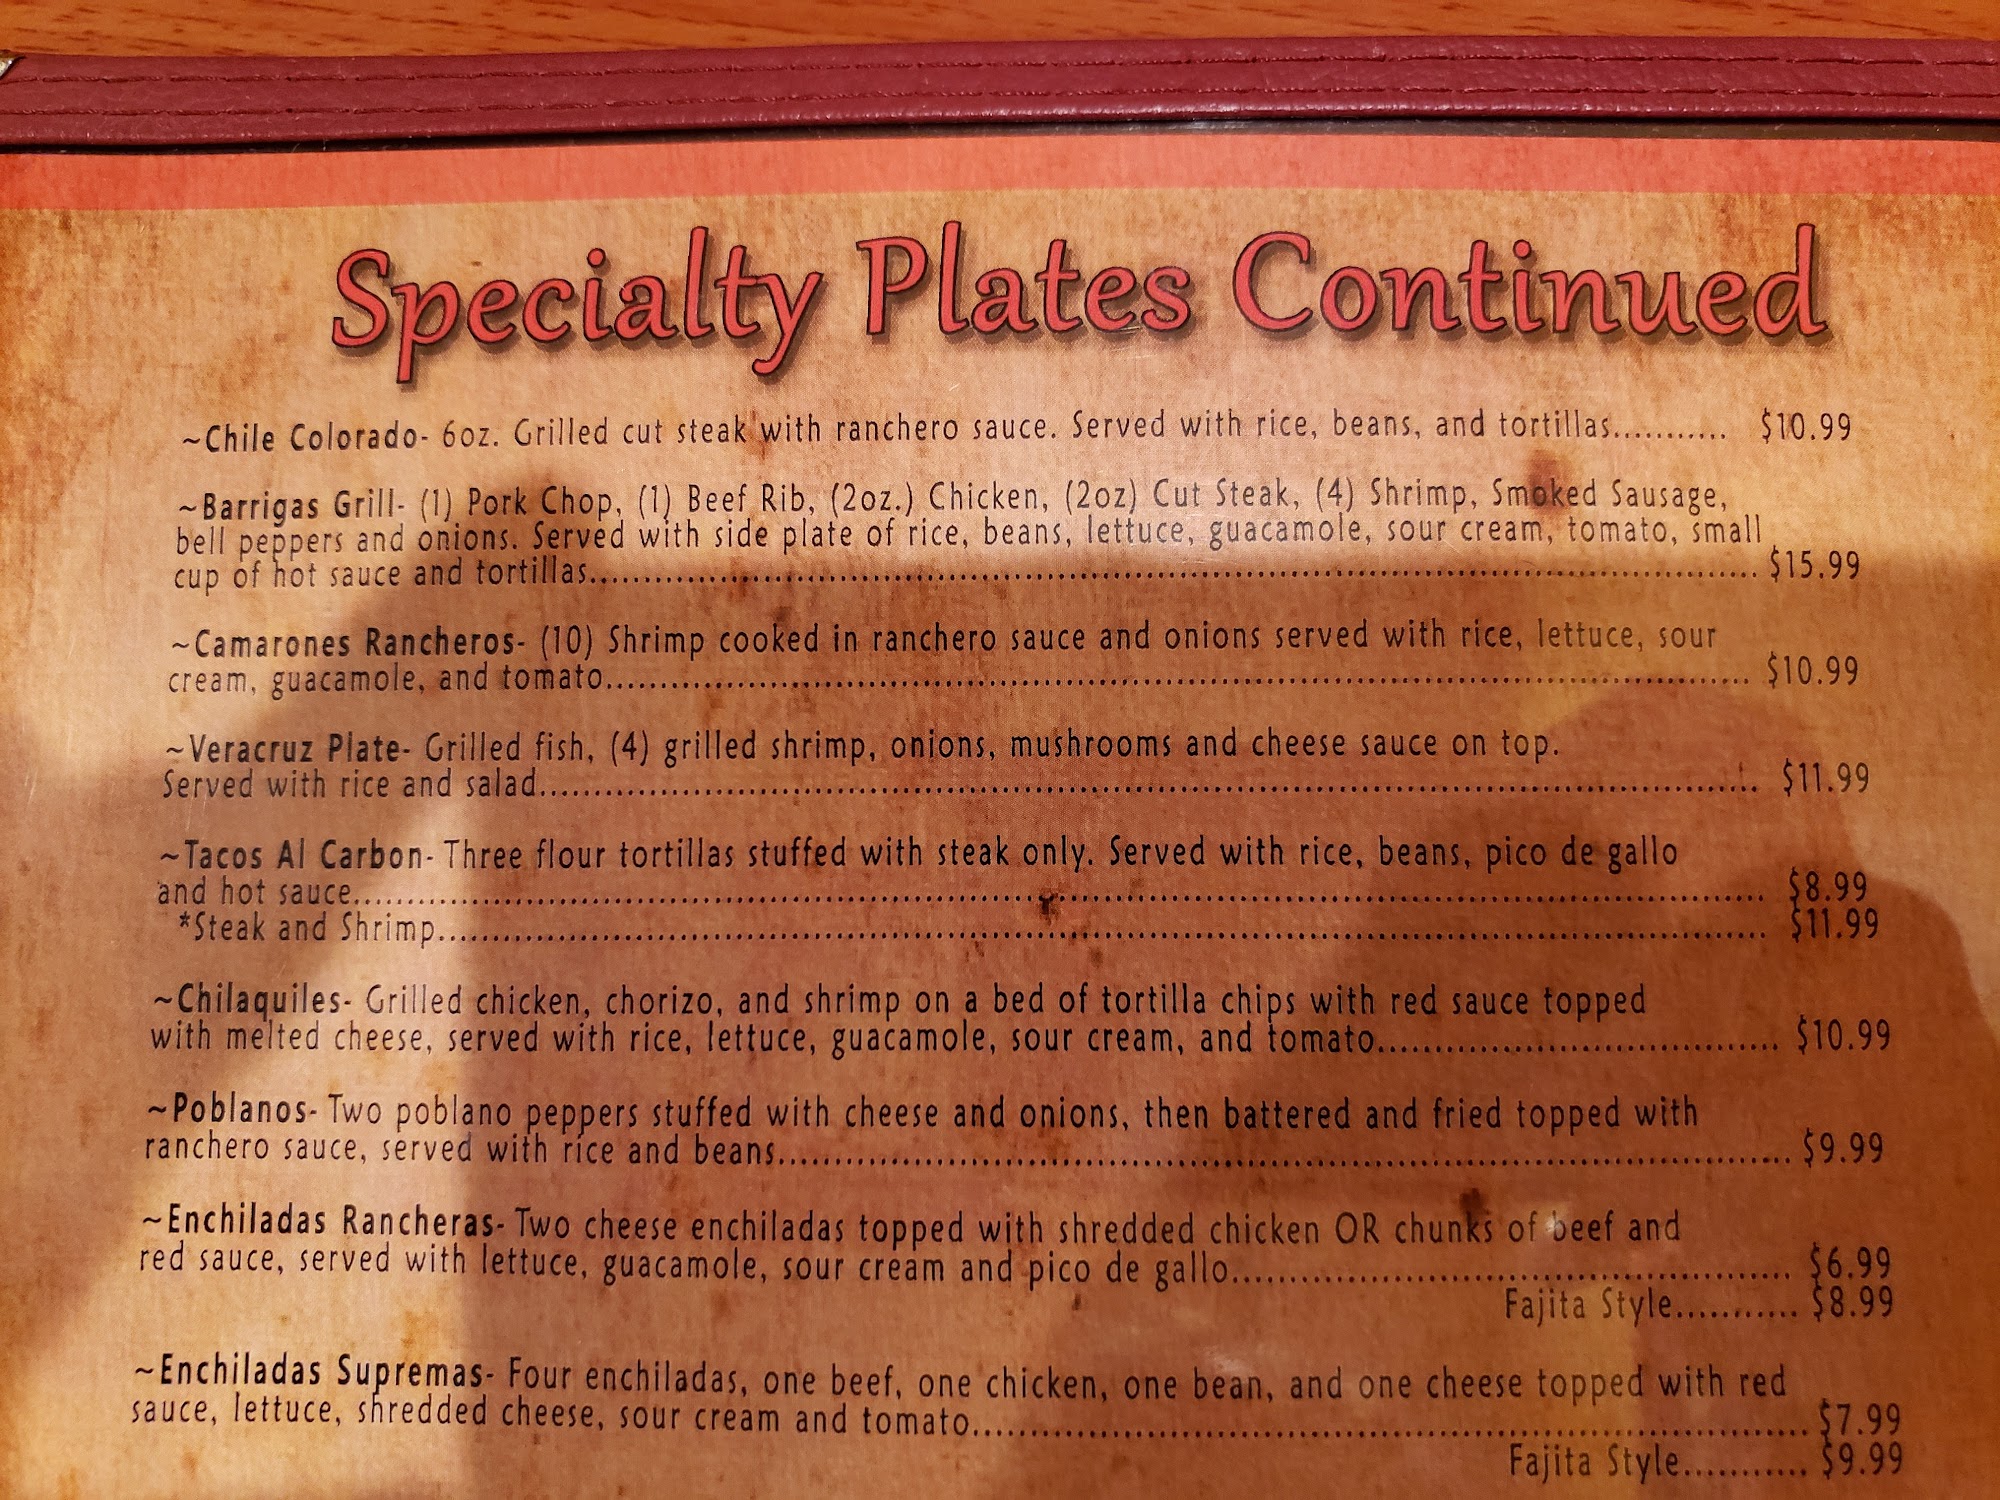 Specialty Plates Continued
~Chile Colorado- 6oz. Grilled cut steak with ranchero sauce. Served with rice, beans, and tortillas........... $10.99
~Barrigas Grill- (1) Pork Chop, (1) Beef Rib, (2oz.) Chicken, (2oz) Cut Steak, (4) Shrimp, Smoked Sausage,
bell peppers and onions. Served with side plate of rice, beans, lettuce, guacamole, sour cream, tomato, small
cup of hot sauce and tortillas.......................................................... $15.99
~Camarones Rancheros- (10) Shrimp cooked in ranchero sauce and onions served with rice, lettuce, sour
cream, guacamole, and tomato.......................................................... $10.99
~Veracruz Plate- Grilled fish, (4) grilled shrimp, onions, mushrooms and cheese sauce on top.
Served with rice and salad.......................................................... $11.99
~Tacos Al Carbon- Three flour tortillas stuffed with steak only. Served with rice, beans, pico de gallo
and hot sauce.......................................................... $8.99
*Steak and Shrimp.......................................................... $11.99
~Chilaquiles- Grilled chicken, chorizo, and shrimp on a bed of tortilla chips with red sauce topped
with melted cheese, served with rice, lettuce, guacamole, sour cream, and tomato..................................... $10.99
~Poblanos- Two poblano peppers stuffed with cheese and onions, then battered and fried topped with
ranchero sauce, served with rice and beans.......................................................... $9.99
~Enchiladas Rancheras- Two cheese enchiladas topped with shredded chicken OR chunks of beef and
red sauce, served with lettuce, guacamole, sour cream and pico de gallo.................................................... $6.99
Fajita Style........... $8.99
~Enchiladas Supremas- Four enchiladas, one beef, one chicken, one bean, and one cheese topped with red
sauce, lettuce, shredded cheese, sour cream and tomato.......................................................... $7.99
Fajita Style........... $9.99